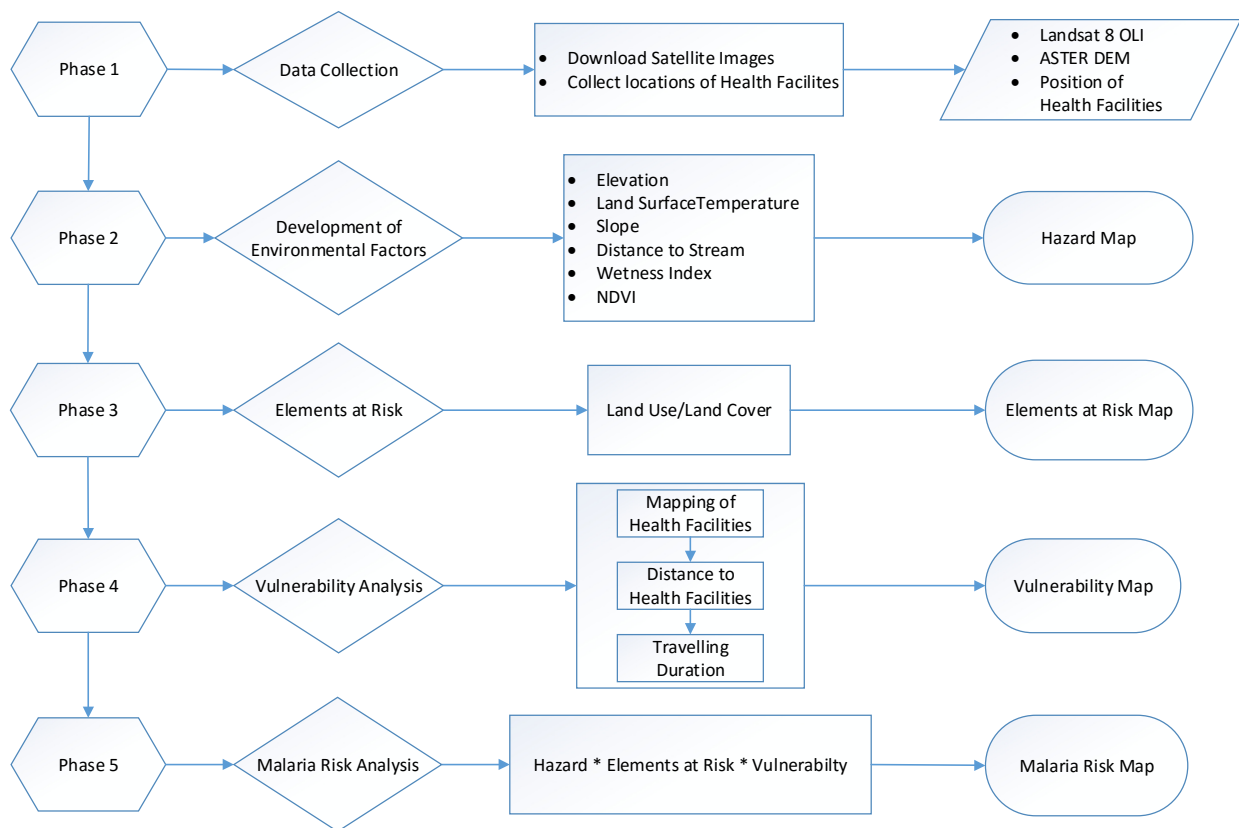 Phase 1
Data Collection
• Download Satellite Images
• Collect locations of Health Facilites
• Landsat 8 OLI
• ASTER DEM
• Position of
Health Facilities
Phase 2
Development of
Environmental Factors
• Elevation
• Land SurfaceTemperature
• Slope
• Distance to Stream
• Wetness Index
• NDVI
Hazard Map
Phase 3
Elements at Risk
Land Use/Land Cover
Elements at Risk Map
Phase 4
Vulnerability Analysis
Mapping of
Health Facilities
Distance to
Health Facilities
Travelling
Duration
Vulnerability Map
Phase 5
Malaria Risk Analysis
Hazard * Elements at Risk * Vulnerabilty
Malaria Risk Map